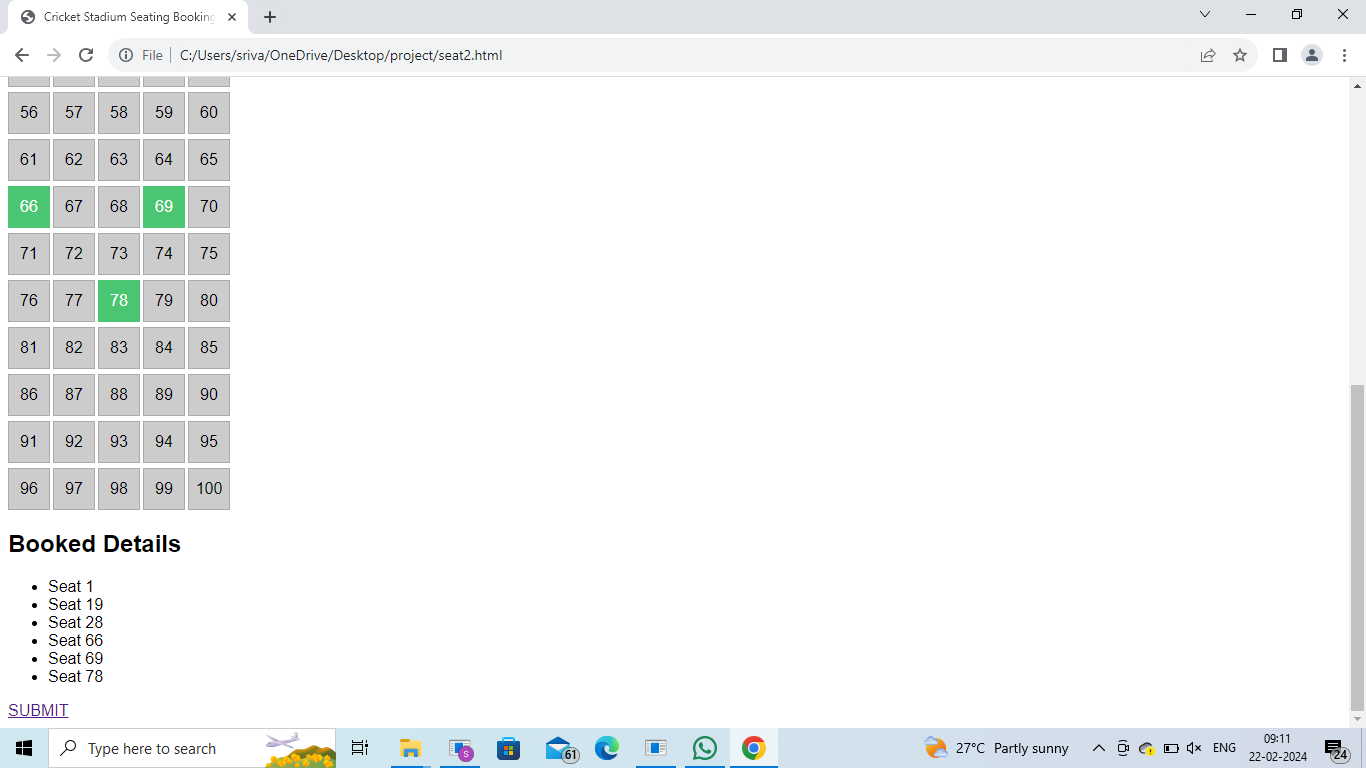 Cricket Stadium Seating Booking
File C:/Users/sriva/OneDrive/Desktop/project/seat2.html
56 57 58 59 60
61 62 63 64 65
66 67 68 69 70
71 72 73 74 75
76 77 78 79 80
81 82 83 84 85
86 87 88 89 90
91 92 93 94 95
96 97 98 99 100
Booked Details
• Seat 1
• Seat 19
• Seat 28
• Seat 66
• Seat 69
• Seat 78
SUBMIT
Type here to search
S
61
27°C Partly sunny
ENG
09:11
22-02-2024
24